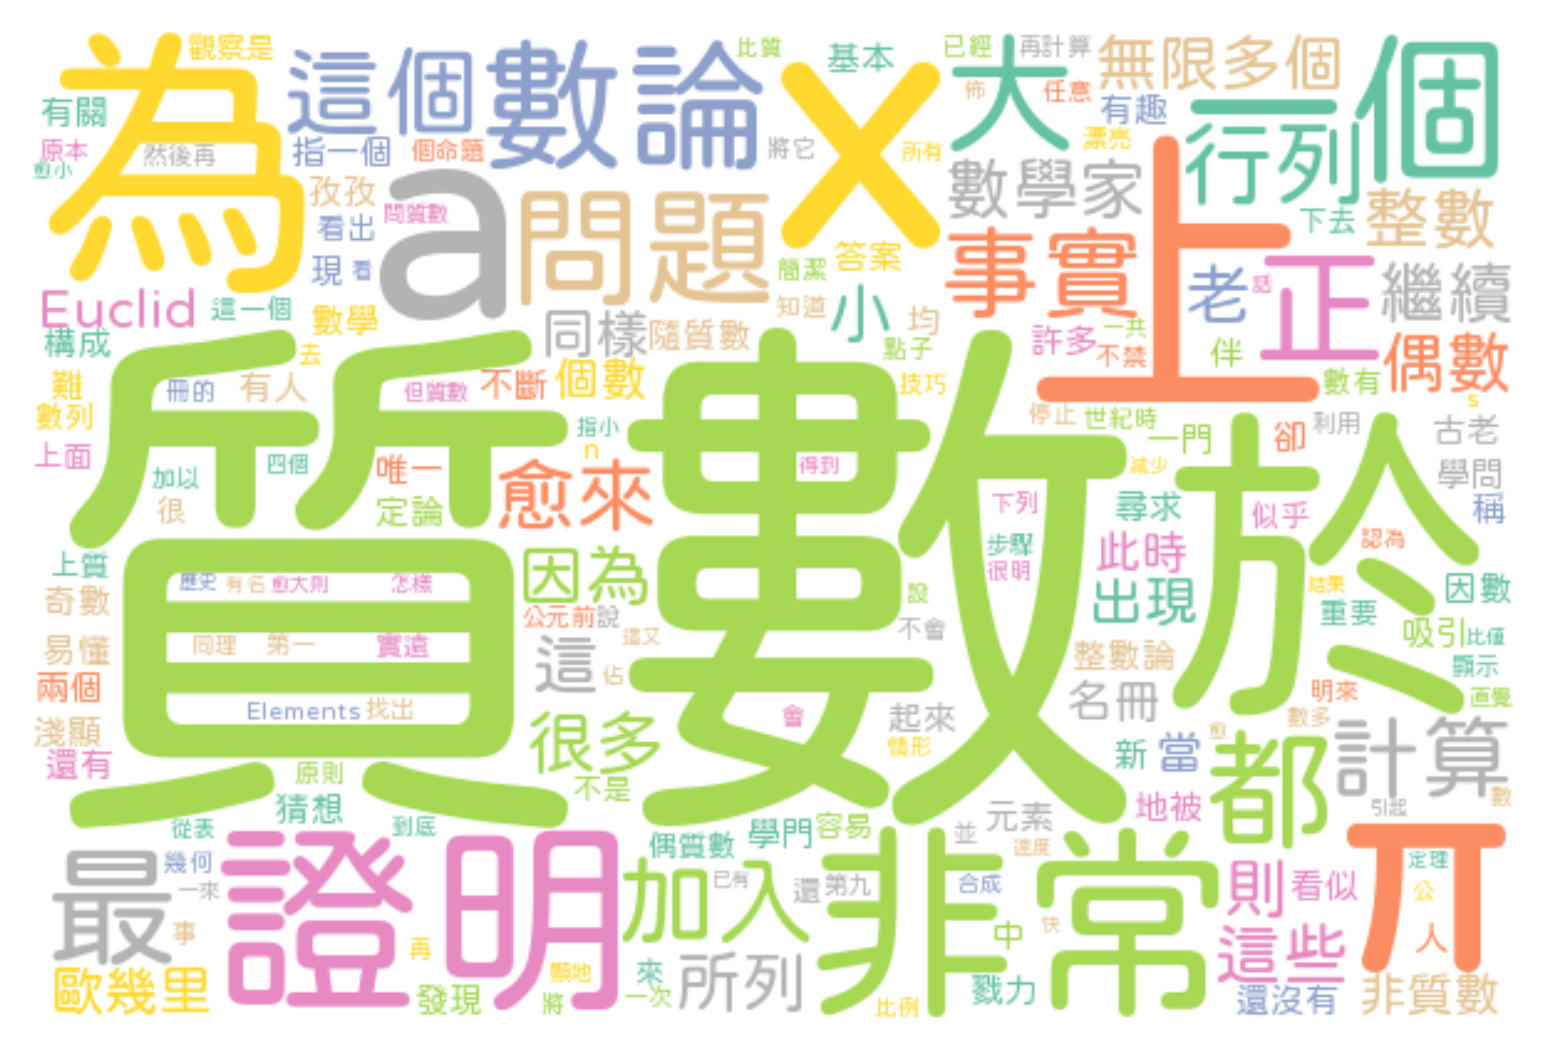 為
觀察是
這個
數論
比質
x
基本
已經
再計算
大
佈
任意
無限多個
個
有關
原本
愈小
然後再
指一個
個命題
將它
所有
有趣
漂亮
一
行列
孜孜
問質數
a
問題
數學家
上
看出
現
看
簡潔
答案
事實
老
話
正
下去
整數
繼續
Euclid
這一個
數學
構成
同樣
隨質數
知道
小
均
點子
許多
一共
不禁
伴
數有
偶數
s
難
數列
冊的
去
有人
但質數
不斷
個數
技巧
停止
世紀時
利用
古老
質數
於
上面
加以
很
四個
唯一
定論
愈來
指小
n
得到
一門
減少
卻
學問
稱
下列
尋求
似乎
認為
上質
奇數
歷史
有名
愈大則
怎樣
因為
公元前
說
步驟
很明
此時
出現
結果
重要
因數
易懂
兩個
同理
第一
實遠
這
這又
佔
設
不會
整數論
吸引
比值
顯示
Elements
找出
淺顯
還有
很多
會
起來
情形
名冊
明來
直覺
數多
原則
猜想
不是
新
當
愈
都
計算
數
從表
到底
地被
引起
元素
偶質數
學門
容易
並
速度
最
幾何
一來
事
證明
加入
已有
還
第九
非常
合成
中
快
則
看似
π
定理
公
人
歐幾里
再
發現
顯地
將
來
一次
所列
比例
戮力
這些
還沒有
非質數